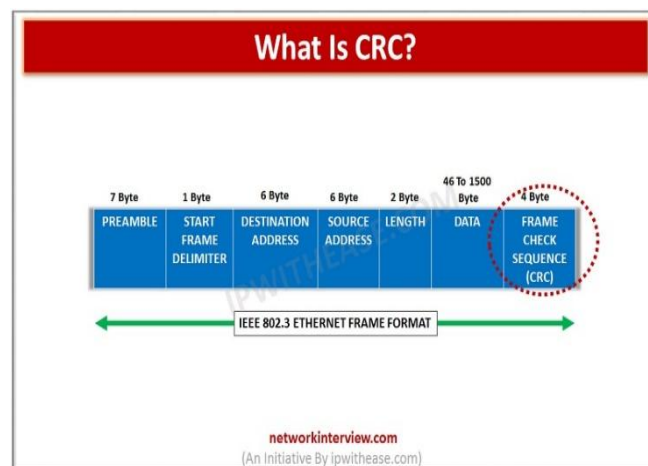 What Is CRC?
7 Byte
1 Byte
6 Byte
6 Byte
2 Byte
46 To 1500
Byte
4 Byte
PREAMBLE
START
FRAME
DELIMITER
DESTINATION
ADDRESS
SOURCE
ADDRESS
LENGTH
DATA
FRAME
CHECK
SEQUENCE
(CRC)
IPWITHEASE.COM
IEEE 802.3 ETHERNET FRAME FORMAT
networkinterview.com
(An Initiative By ipwithease.com)